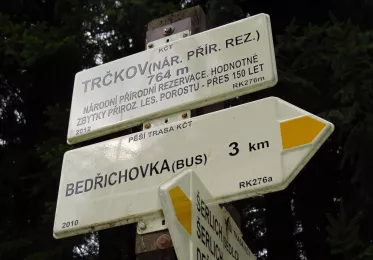 KČT
TRČKOV (NÁR. PŘÍR. REZ.)
764 m
NÁRODNÍ PŘÍRODNÍ REZERVACE. HODNOTNÉ
ZBYTKY PŘIROZ. LES. POROSTU - PŘES 150 LET
2012 RK276m
PĚŠÍ TRASA KČT
BEDŘICHOVKA (BUS) 3 km
2010 RK276a
ŠERLICH
ŠERLICH